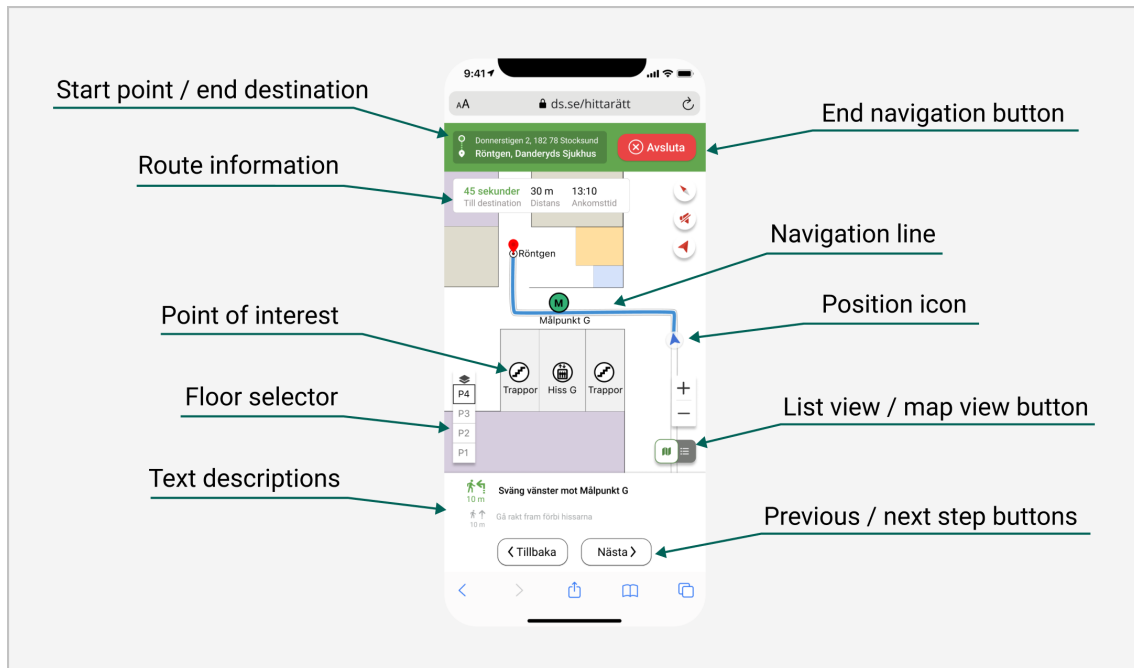 Start point / end destination
Route information
Point of interest
Floor selector
Text descriptions
9:41
AA
ds.se/hittarätt
Donnerstigen 2, 182 78 Stocksund
Röntgen, Danderyds Sjukhus
Avsluta
45 sekunder 30 m 13:10
Till destination Distans Ankomsttid
Röntgen
M
Målpunkt G
Trappor Hiss G Trappor
P4
P3
P2
P1
+
−
Sväng vänster mot Målpunkt G
10 m
Gå rakt fram förbi hissarna
10 m
Tillbaka
Nästa
End navigation button
Navigation line
Position icon
List view / map view button
Previous / next step buttons